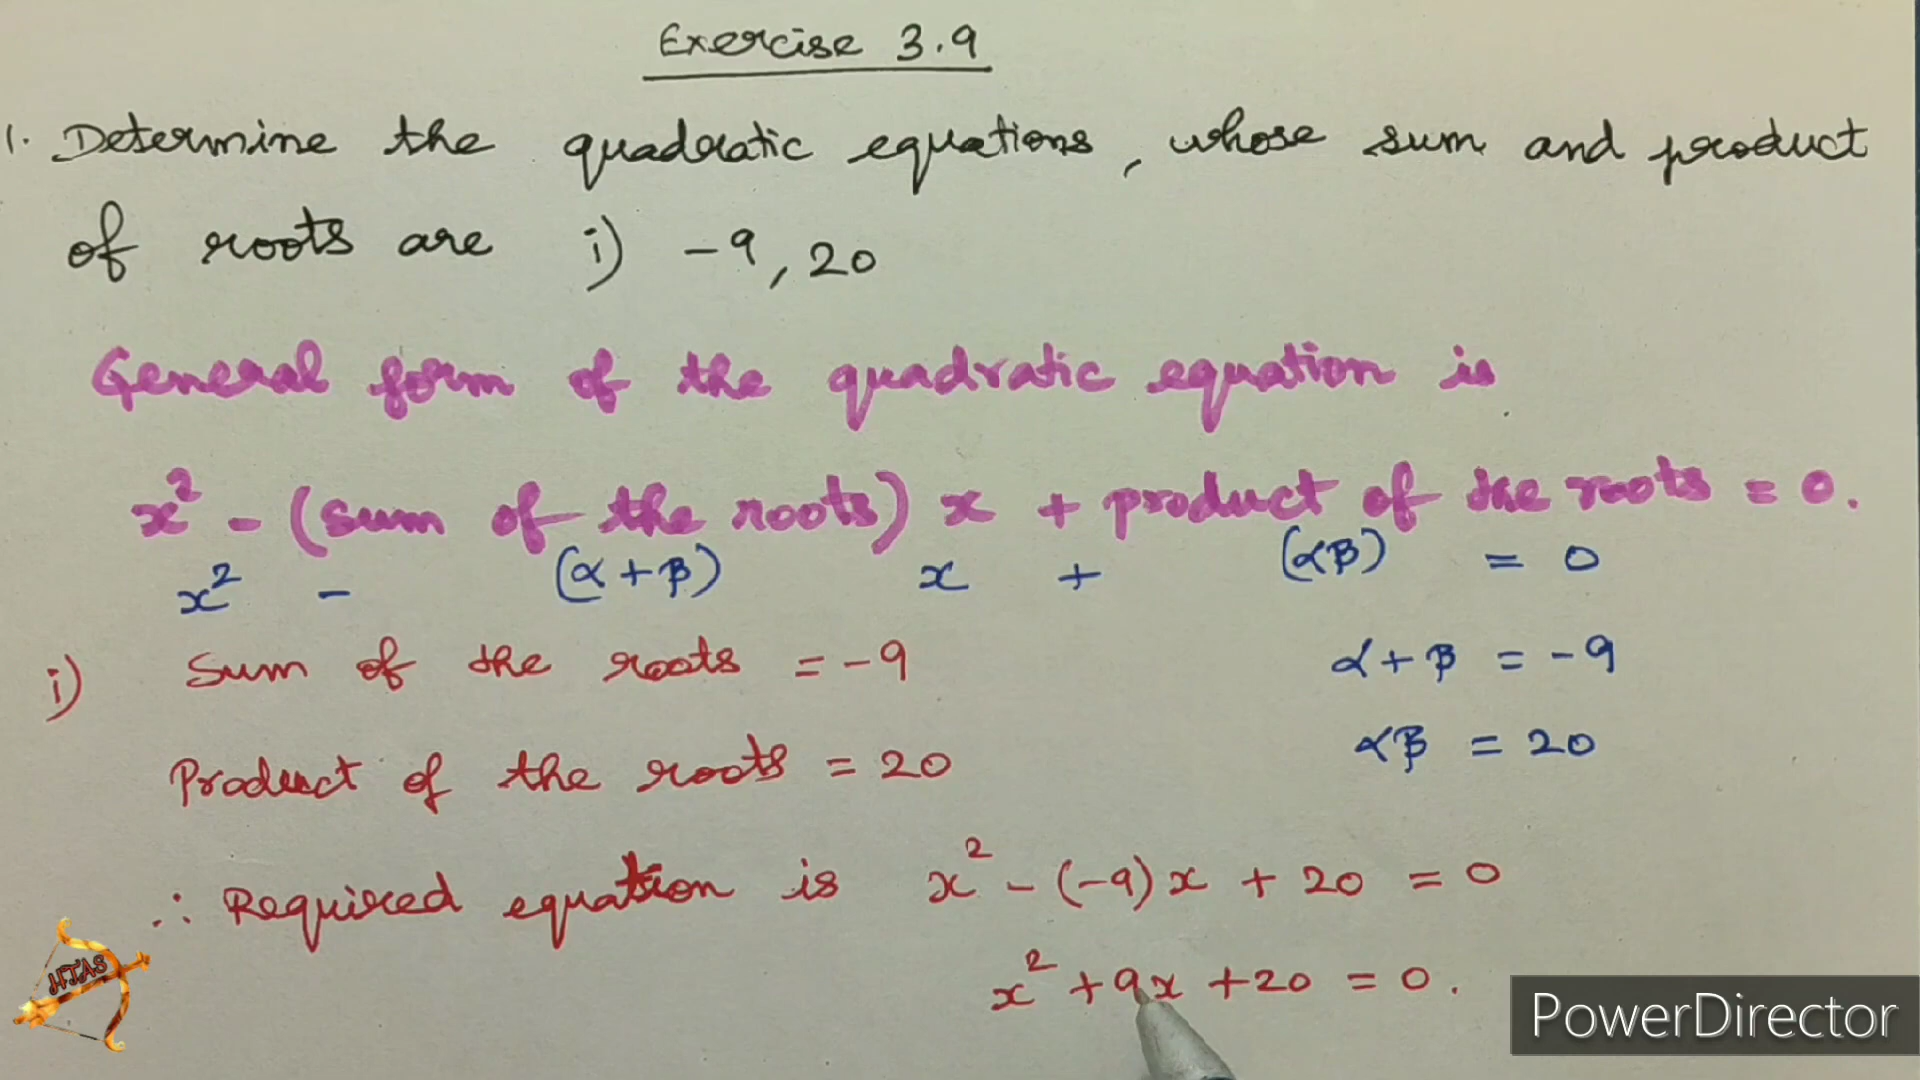 Exercise 3.9
1. Determine the quadratic equations, whose sum and product
of roots are i) -9, 20
General form of the quadratic equation is
x² - (sum of the roots) x + product of the roots = 0.
x² - (α+β) x + (αβ) = 0
i) Sum of the roots = -9 α+β = -9
Product of the roots = 20 αβ = 20
∴ Required equation is x² - (-9)x + 20 = 0
x² + 9x + 20 = 0.
HTAS
PowerDirector